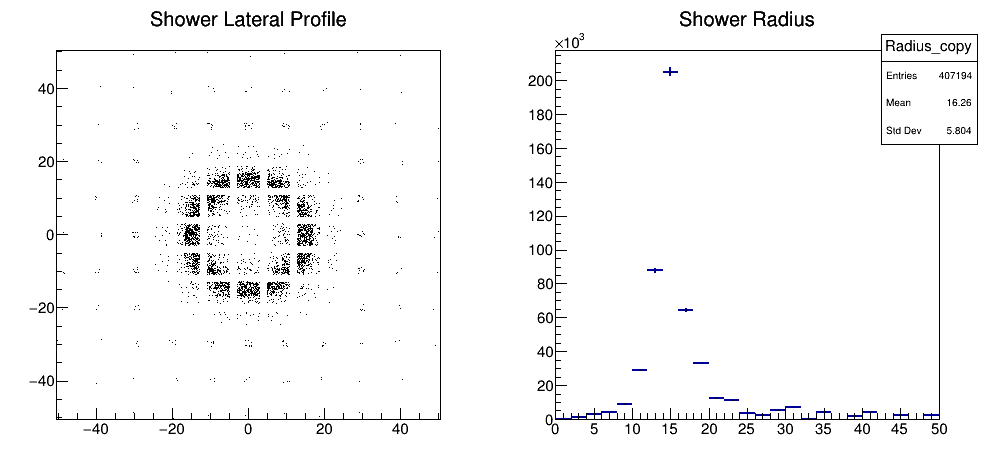 Shower Lateral Profile
40
20
0
−20
−40
−40 −20 0 20 40
Shower Radius
×10³
200
180
160
140
120
100
80
60
40
20
0
0 5 10 15 20 25 30 35 40 45 50
Radius_copy
Entries 407194
Mean 16.26
Std Dev 5.804